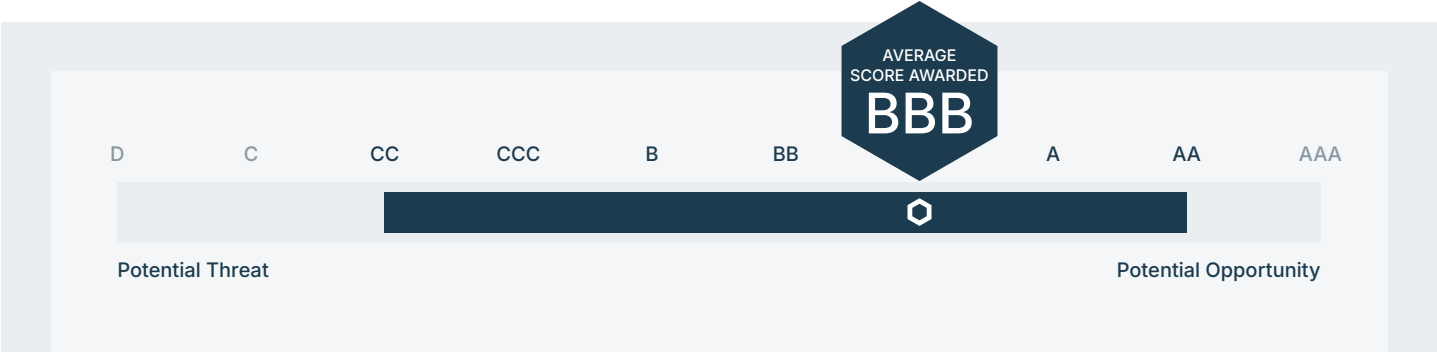 AVERAGE
SCORE AWARDED
BBB
D C CC CCC B BB A AA AAA
Potential Threat Potential Opportunity